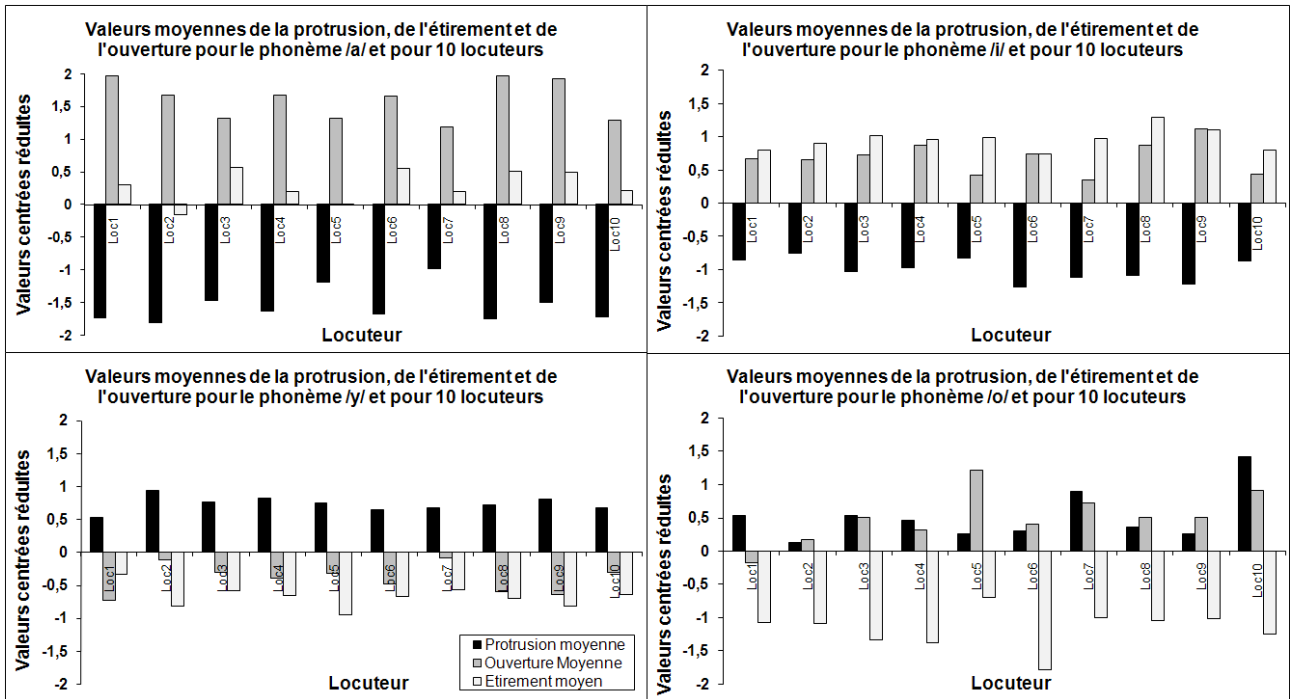 Valeurs moyennes de la protrusion, de l'étirement et de
l'ouverture pour le phonème /a/ et pour 10 locuteurs
Valeurs centrées réduites
2
1,5
1
0,5
0
-0,5
-1
-1,5
-2
Loc1
Loc2
Loc3
Loc4
Loc5
Loc6
Loc7
Loc8
Loc9
Loc10
Locuteur
Valeurs moyennes de la protrusion, de l'étirement et de
l'ouverture pour le phonème /i/ et pour 10 locuteurs
Valeurs centrées réduites
2
1,5
1
0,5
0
-0,5
-1
-1,5
-2
Loc1
Loc2
Loc3
Loc4
Loc5
Loc6
Loc7
Loc8
Loc9
Loc10
Locuteur
Valeurs moyennes de la protrusion, de l'étirement et de
l'ouverture pour le phonème /y/ et pour 10 locuteurs
Valeurs centrées réduites
2
1,5
1
0,5
0
-0,5
-1
-1,5
-2
Loc1
Loc2
Loc3
Loc4
Loc5
Loc6
Loc7
Loc8
Loc9
Loc10
Protrusion moyenne
Ouverture Moyenne
Etirement moyen
Locuteur
Valeurs moyennes de la protrusion, de l'étirement et de
l'ouverture pour le phonème /o/ et pour 10 locuteurs
Valeurs centrées réduites
2
1,5
1
0,5
0
-0,5
-1
-1,5
-2
Loc1
Loc2
Loc3
Loc4
Loc5
Loc6
Loc7
Loc8
Loc9
Loc10
Locuteur